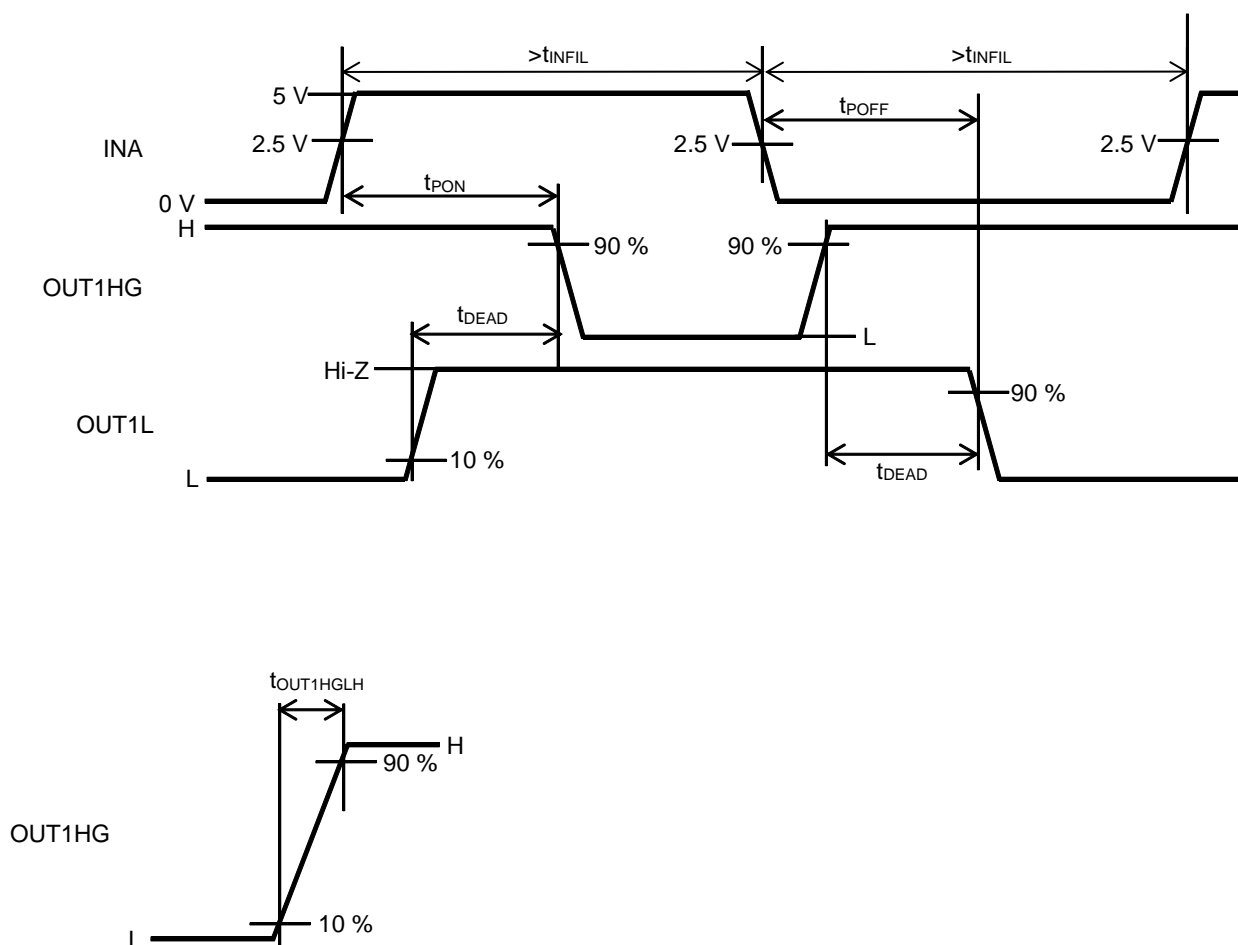 >tINFIL >tINFIL
5 V tPOFF
INA 2.5 V 2.5 V 2.5 V
tPON
0 V
H
90 % 90 %
OUT1HG
tDEAD
L
Hi-Z
90 %
OUT1L
10 %
L tDEAD
tOUT1HGLH
H
90 %
OUT1HG
10 %
L